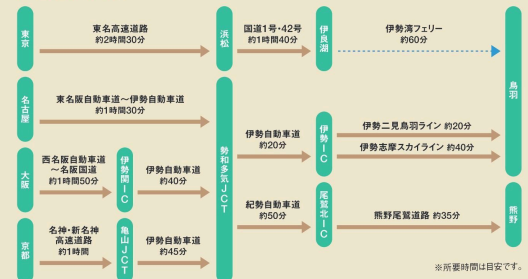 東京
東名高速道路
約2時間30分
浜松
国道1号・42号
約1時間40分
伊良湖
伊勢湾フェリー
約60分
鳥羽
名古屋
東名阪自動車道～伊勢自動車道
約1時間30分
勢和多気JCT
伊勢自動車道
約20分
伊勢IC
伊勢二見鳥羽ライン 約20分
伊勢志摩スカイライン 約40分
大阪
西名阪自動車道
～名阪国道
約1時間50分
伊勢関IC
伊勢自動車道
約40分
京都
名神・新名神
高速道路
約1時間
亀山JCT
伊勢自動車道
約45分
紀勢自動車道
約50分
尾鷲北IC
熊野尾鷲道路 約35分
熊野
※所要時間は目安です。